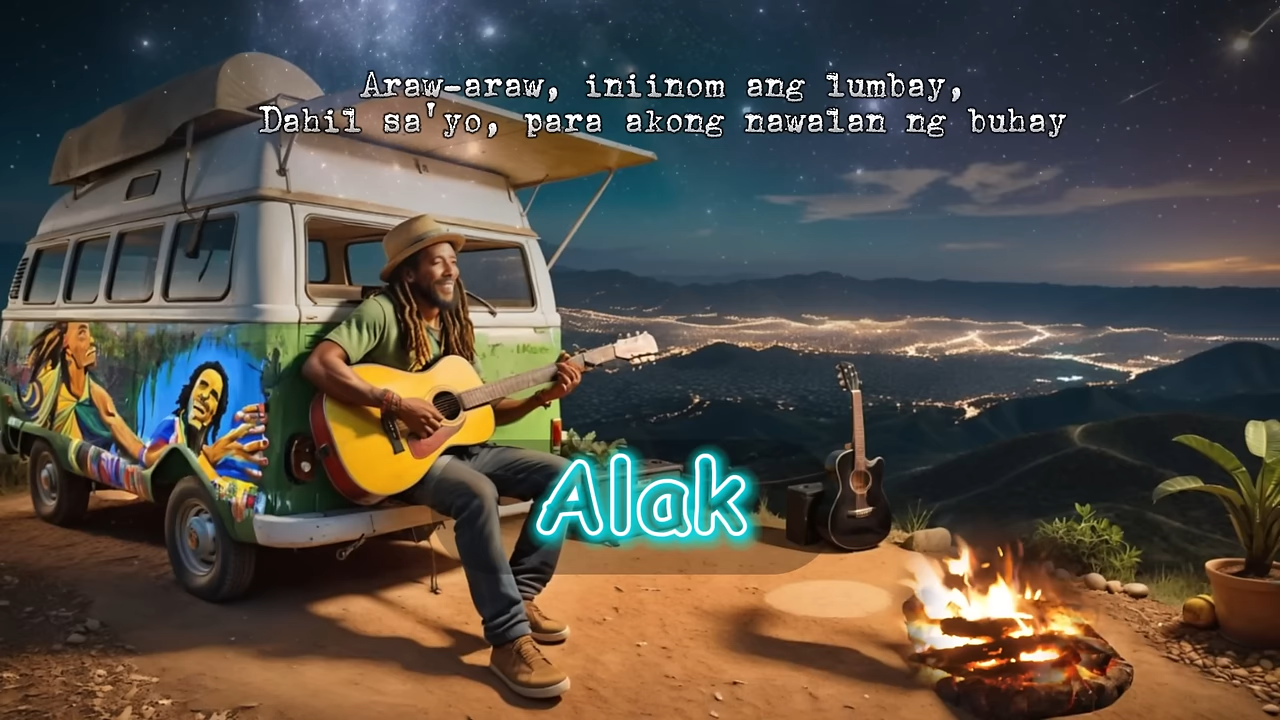 Araw-araw, iniinom ang lumbay,
Dahil sa'yo, para akong nawalan ng buhay
Alak